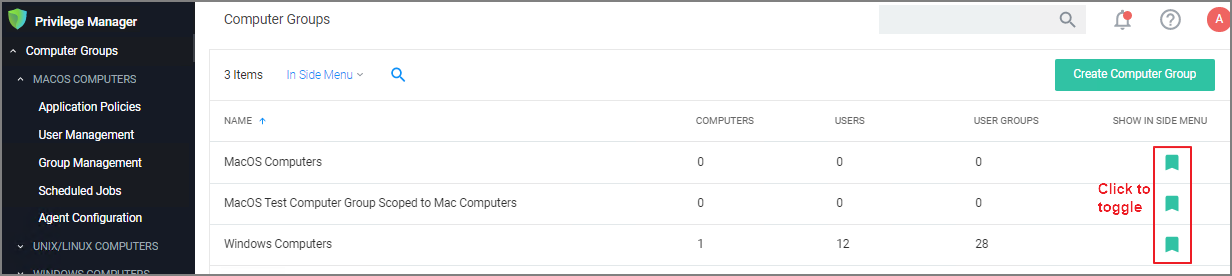 Privilege Manager
Computer Groups
MACOS COMPUTERS
Application Policies
User Management
Group Management
Scheduled Jobs
Agent Configuration
UNIX/LINUX COMPUTERS
WINDOWS COMPUTERS
Computer Groups
A
3 Items In Side Menu
Create Computer Group
NAME COMPUTERS USERS USER GROUPS SHOW IN SIDE MENU
MacOS Computers 0 0 0
MacOS Test Computer Group Scoped to Mac Computers 0 0 0
Windows Computers 1 12 28
Click to
toggle